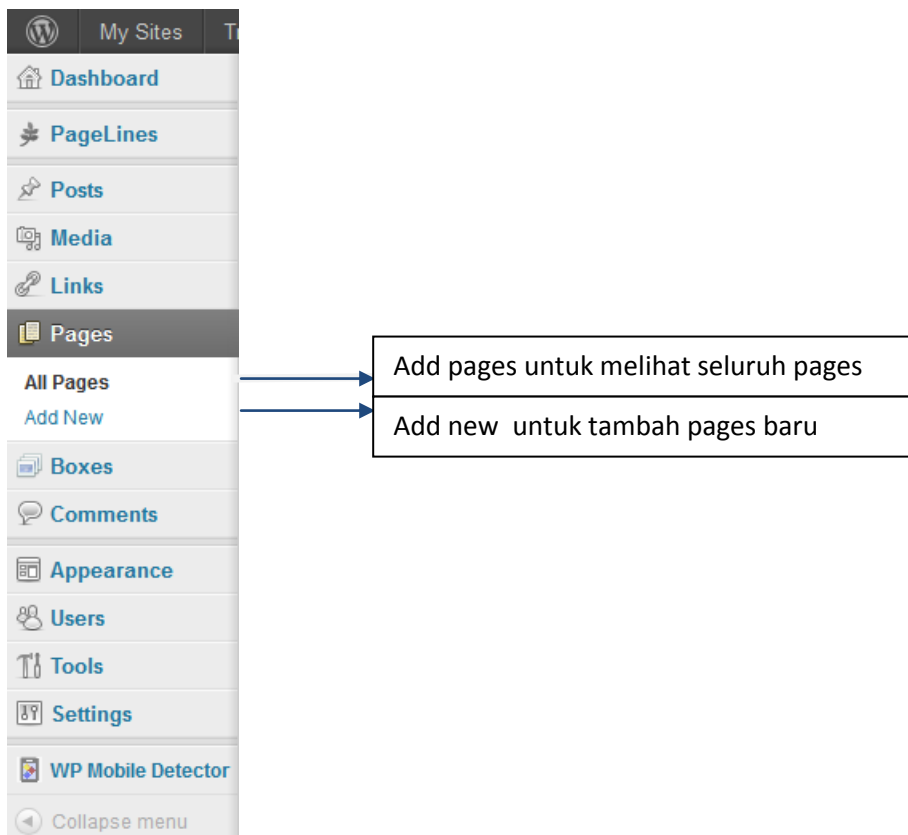 My Sites
Dashboard
PageLines
Posts
Media
Links
Pages
All Pages
Add New
Boxes
Comments
Appearance
Users
Tools
Settings
WP Mobile Detector
Collapse menu
Add pages untuk melihat seluruh pages
Add new  untuk tambah pages baru